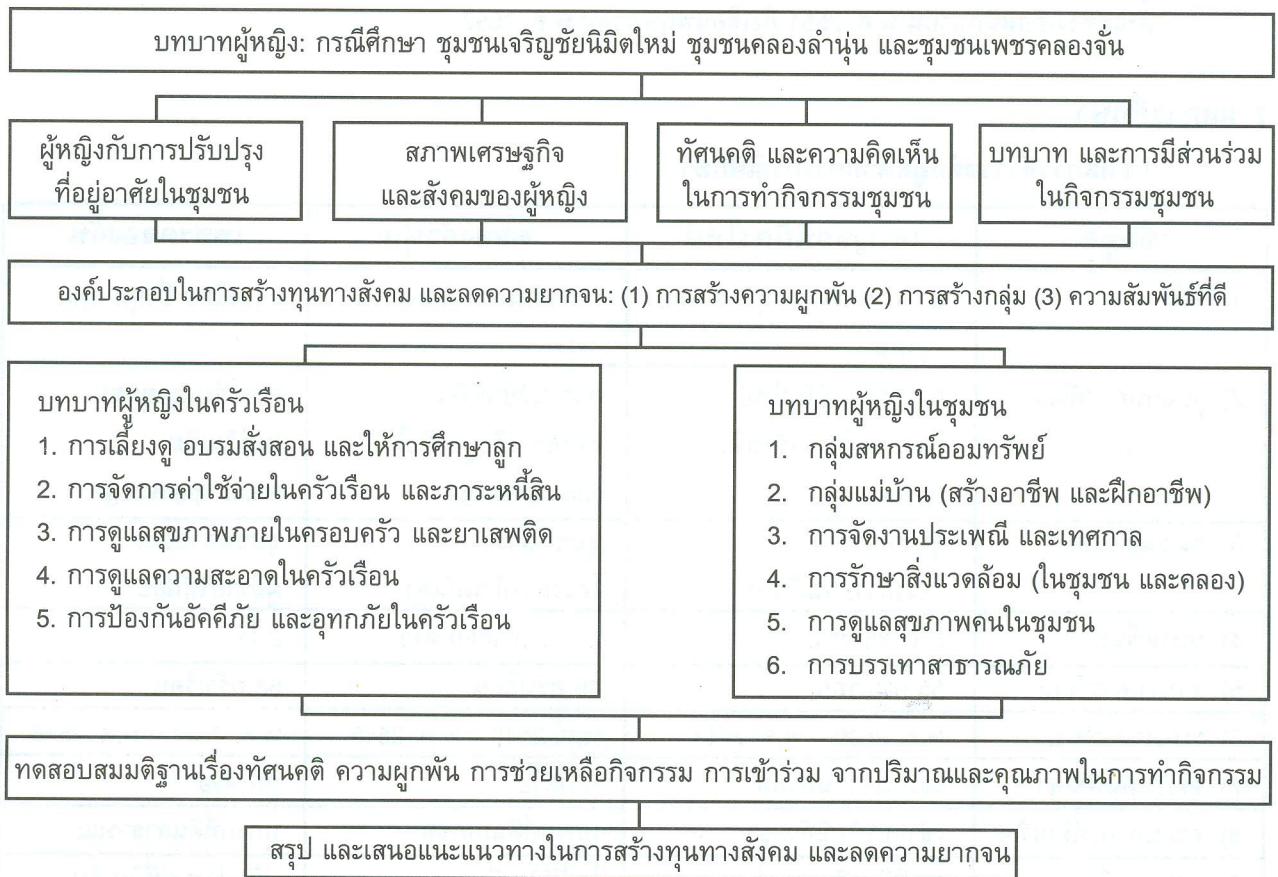 บทบาทผู้หญิง: กรณีศึกษา ชุมชนเจริญชัยนิมิตใหม่ ชุมชนคลองลำนุ่น และชุมชนเพชรคลองจั่น
ผู้หญิงกับการปรับปรุง
ที่อยู่อาศัยในชุมชน
สภาพเศรษฐกิจ
และสังคมของผู้หญิง
ทัศนคติ และความคิดเห็น
ในการทำกิจกรรมชุมชน
บทบาท และการมีส่วนร่วม
ในกิจกรรมชุมชน
องค์ประกอบในการสร้างทุนทางสังคม และลดความยากจน: (1) การสร้างความผูกพัน (2) การสร้างกลุ่ม (3) ความสัมพันธ์ที่ดี
บทบาทผู้หญิงในครัวเรือน
1. การเลี้ยงดู อบรมสั่งสอน และให้การศึกษาลูก
2. การจัดการค่าใช้จ่ายในครัวเรือน และภาระหนี้สิน
3. การดูแลสุขภาพภายในครอบครัว และยาเสพติด
4. การดูแลความสะอาดในครัวเรือน
5. การป้องกันอัคคีภัย และอุทกภัยในครัวเรือน
บทบาทผู้หญิงในชุมชน
1. กลุ่มสหกรณ์ออมทรัพย์
2. กลุ่มแม่บ้าน (สร้างอาชีพ และฝึกอาชีพ)
3. การจัดงานประเพณี และเทศกาล
4. การรักษาสิ่งแวดล้อม (ในชุมชน และคลอง)
5. การดูแลสุขภาพคนในชุมชน
6. การบรรเทาสาธารณภัย
ทดสอบสมมติฐานเรื่องทัศนคติ ความผูกพัน การช่วยเหลือกิจกรรม การเข้าร่วม จากปริมาณและคุณภาพในการทำกิจกรรม
สรุป และเสนอแนะแนวทางในการสร้างทุนทางสังคม และลดความยากจน